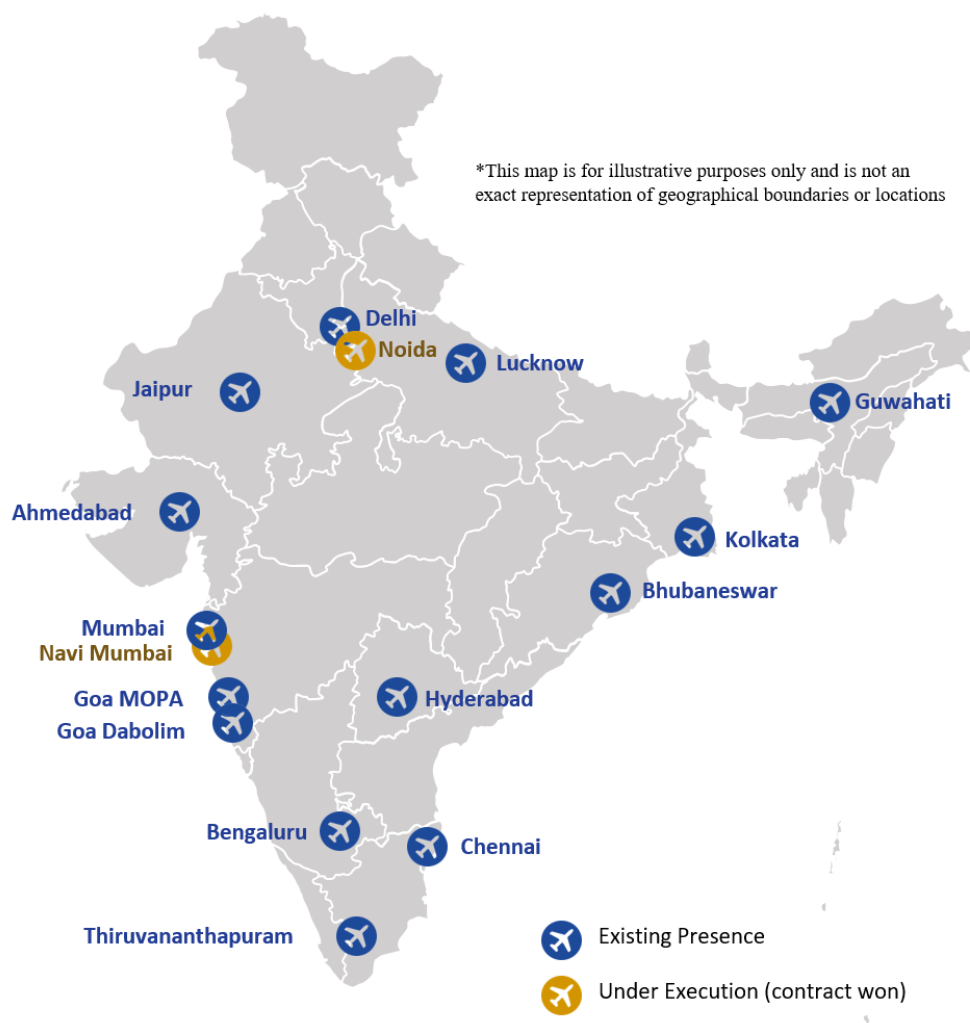 *This map is for illustrative purposes only and is not an
exact representation of geographical boundaries or locations
Delhi
Noida
Lucknow
Jaipur
Guwahati
Ahmedabad
Kolkata
Bhubaneswar
Mumbai
Navi Mumbai
Goa MOPA
Hyderabad
Goa Dabolim
Bengaluru
Chennai
Thiruvananthapuram
Existing Presence
Under Execution (contract won)